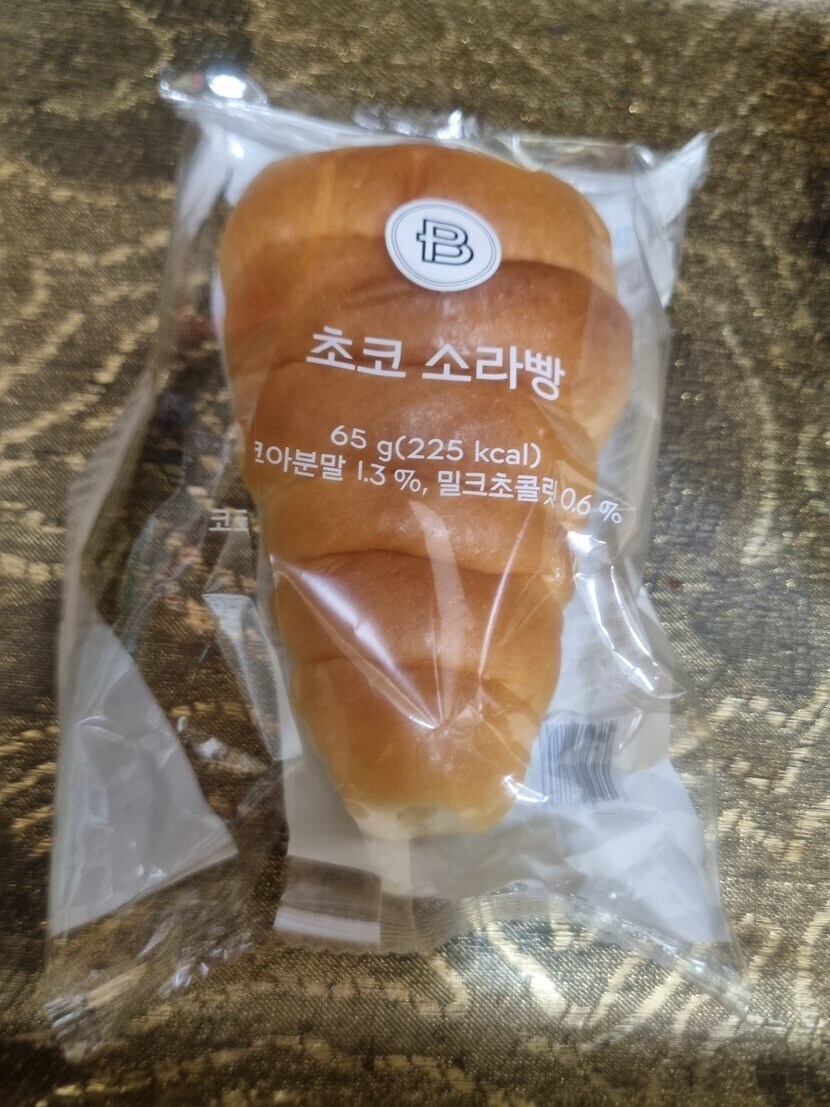 B
초코 소라빵
65 g(225 kcal)
코아분말 1.3 %, 밀크초콜릿 0.6 %